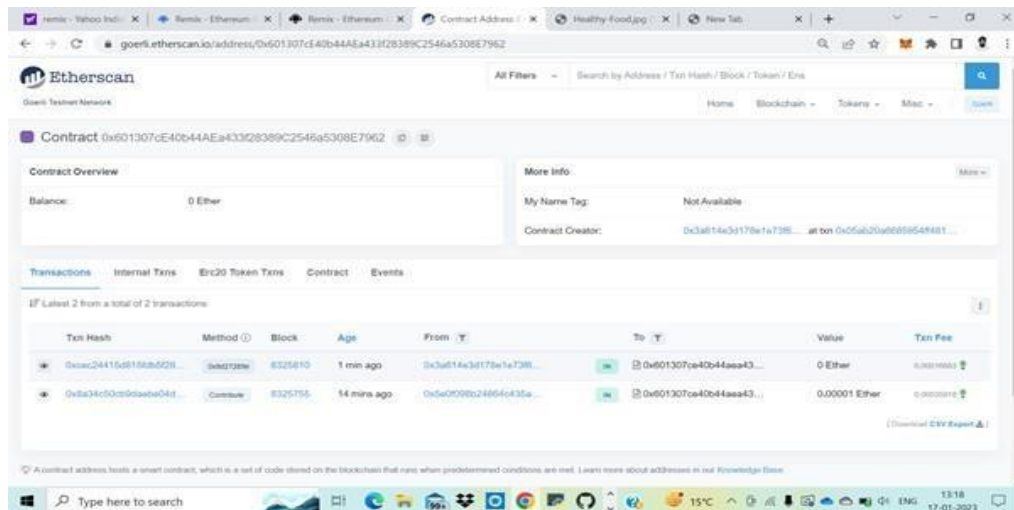 remix - Yahoo Indi
Remix - Ethereum
Remix - Ethereum
Contract Address
Healthy-Food.jpg
New Tab
goerli.etherscan.io/address/0x601307cE40b44AEa433f28389C2546a5308E7962
Etherscan
All Filters
Search by Address / Txn Hash / Block / Token / Ens
Goerli Testnet Network
Home Blockchain Tokens Misc Goerli
Contract 0x601307cE40b44AEa433f28389C2546a5308E7962
Contract Overview
More Info
More
Balance: 0 Ether
My Name Tag: Not Available
Contract Creator: at txn
Transactions Internal Txns Erc20 Token Txns Contract Events
Latest 2 from a total of 2 transactions
Txn Hash Method Block Age From To Value Txn Fee
8325810 1 min ago IN 0x601307ce40b44aea43... 0 Ether
Contribute 8325755 14 mins ago IN 0x601307ce40b44aea43... 0.00001 Ether
[ Download CSV Export ]
A contract address hosts a smart contract, which is a set of code stored on the blockchain that runs when predetermined conditions are met. Learn more about addresses in our Knowledge Base.
Type here to search
99+
15°C
ENG
13:18
17-01-2023